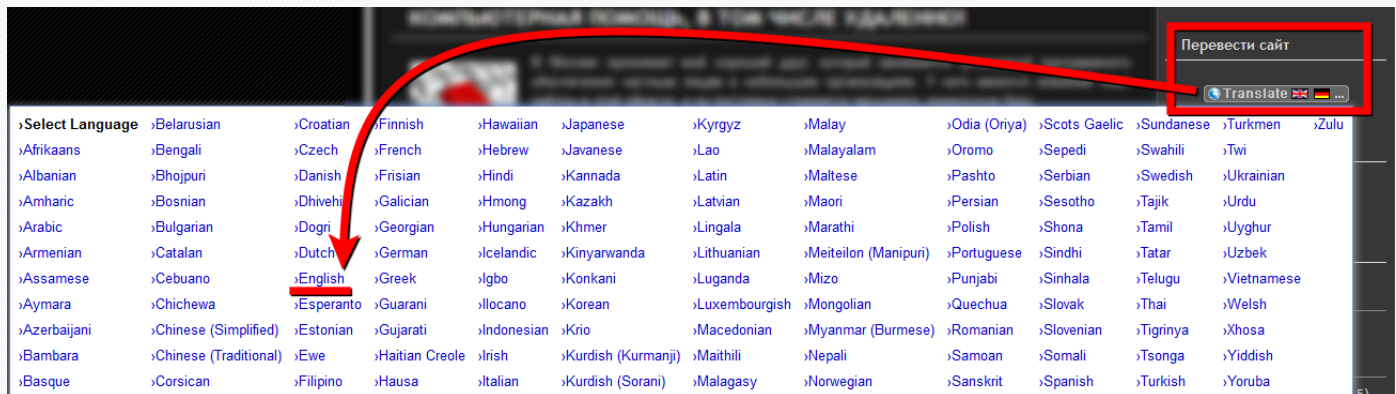 КОМПЬЮТЕРНАЯ ПОМОЩЬ, В ТОМ ЧИСЛЕ УДАЛЕННО!
Перевести сайт
Translate ...
›Select Language ›Belarusian ›Croatian ›Finnish ›Hawaiian ›Japanese ›Kyrgyz ›Malay ›Odia (Oriya) ›Scots Gaelic ›Sundanese ›Turkmen ›Zulu
›Afrikaans ›Bengali ›Czech ›French ›Hebrew ›Javanese ›Lao ›Malayalam ›Oromo ›Sepedi ›Swahili ›Twi
›Albanian ›Bhojpuri ›Danish ›Frisian ›Hindi ›Kannada ›Latin ›Maltese ›Pashto ›Serbian ›Swedish ›Ukrainian
›Amharic ›Bosnian ›Dhivehi ›Galician ›Hmong ›Kazakh ›Latvian ›Maori ›Persian ›Sesotho ›Tajik ›Urdu
›Arabic ›Bulgarian ›Dogri ›Georgian ›Hungarian ›Khmer ›Lingala ›Marathi ›Polish ›Shona ›Tamil ›Uyghur
›Armenian ›Catalan ›Dutch ›German ›Icelandic ›Kinyarwanda ›Lithuanian ›Meiteilon (Manipuri) ›Portuguese ›Sindhi ›Tatar ›Uzbek
›Assamese ›Cebuano ›English ›Greek ›Igbo ›Konkani ›Luganda ›Mizo ›Punjabi ›Sinhala ›Telugu ›Vietnamese
›Aymara ›Chichewa ›Esperanto ›Guarani ›Ilocano ›Korean ›Luxembourgish ›Mongolian ›Quechua ›Slovak ›Thai ›Welsh
›Azerbaijani ›Chinese (Simplified) ›Estonian ›Gujarati ›Indonesian ›Krio ›Macedonian ›Myanmar (Burmese) ›Romanian ›Slovenian ›Tigrinya ›Xhosa
›Bambara ›Chinese (Traditional) ›Ewe ›Haitian Creole ›Irish ›Kurdish (Kurmanji) ›Maithili ›Nepali ›Samoan ›Somali ›Tsonga ›Yiddish
›Basque ›Corsican ›Filipino ›Hausa ›Italian ›Kurdish (Sorani) ›Malagasy ›Norwegian ›Sanskrit ›Spanish ›Turkish ›Yoruba